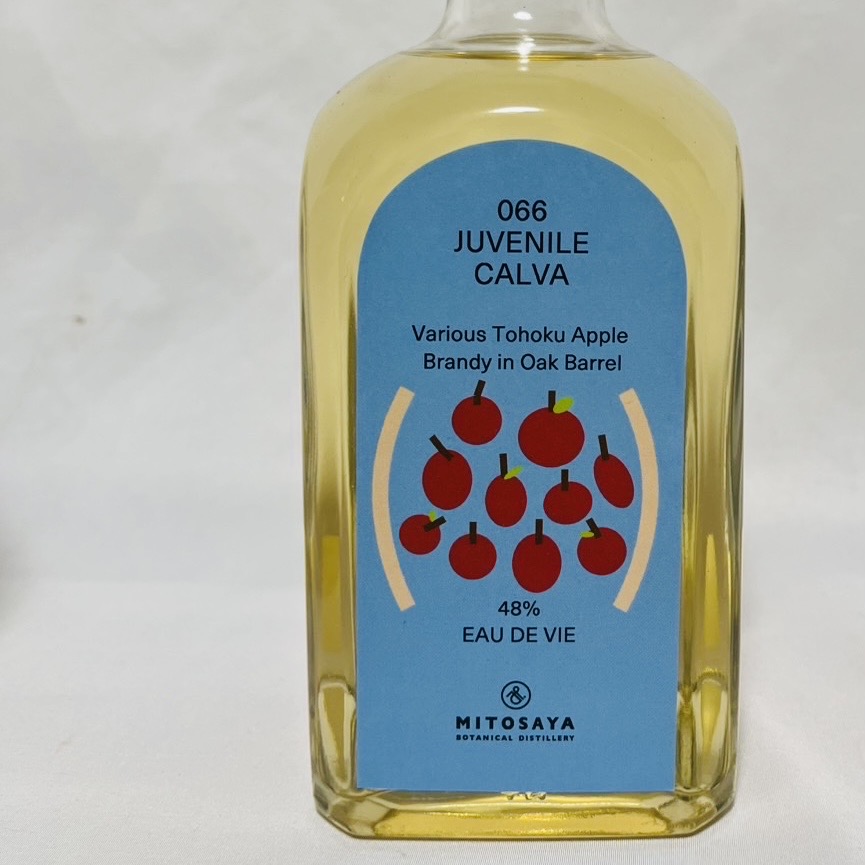 066
JUVENILE
CALVA
Various Tohoku Apple
Brandy in Oak Barrel
48%
EAU DE VIE
MITOSAYA
BOTANICAL DISTILLERY